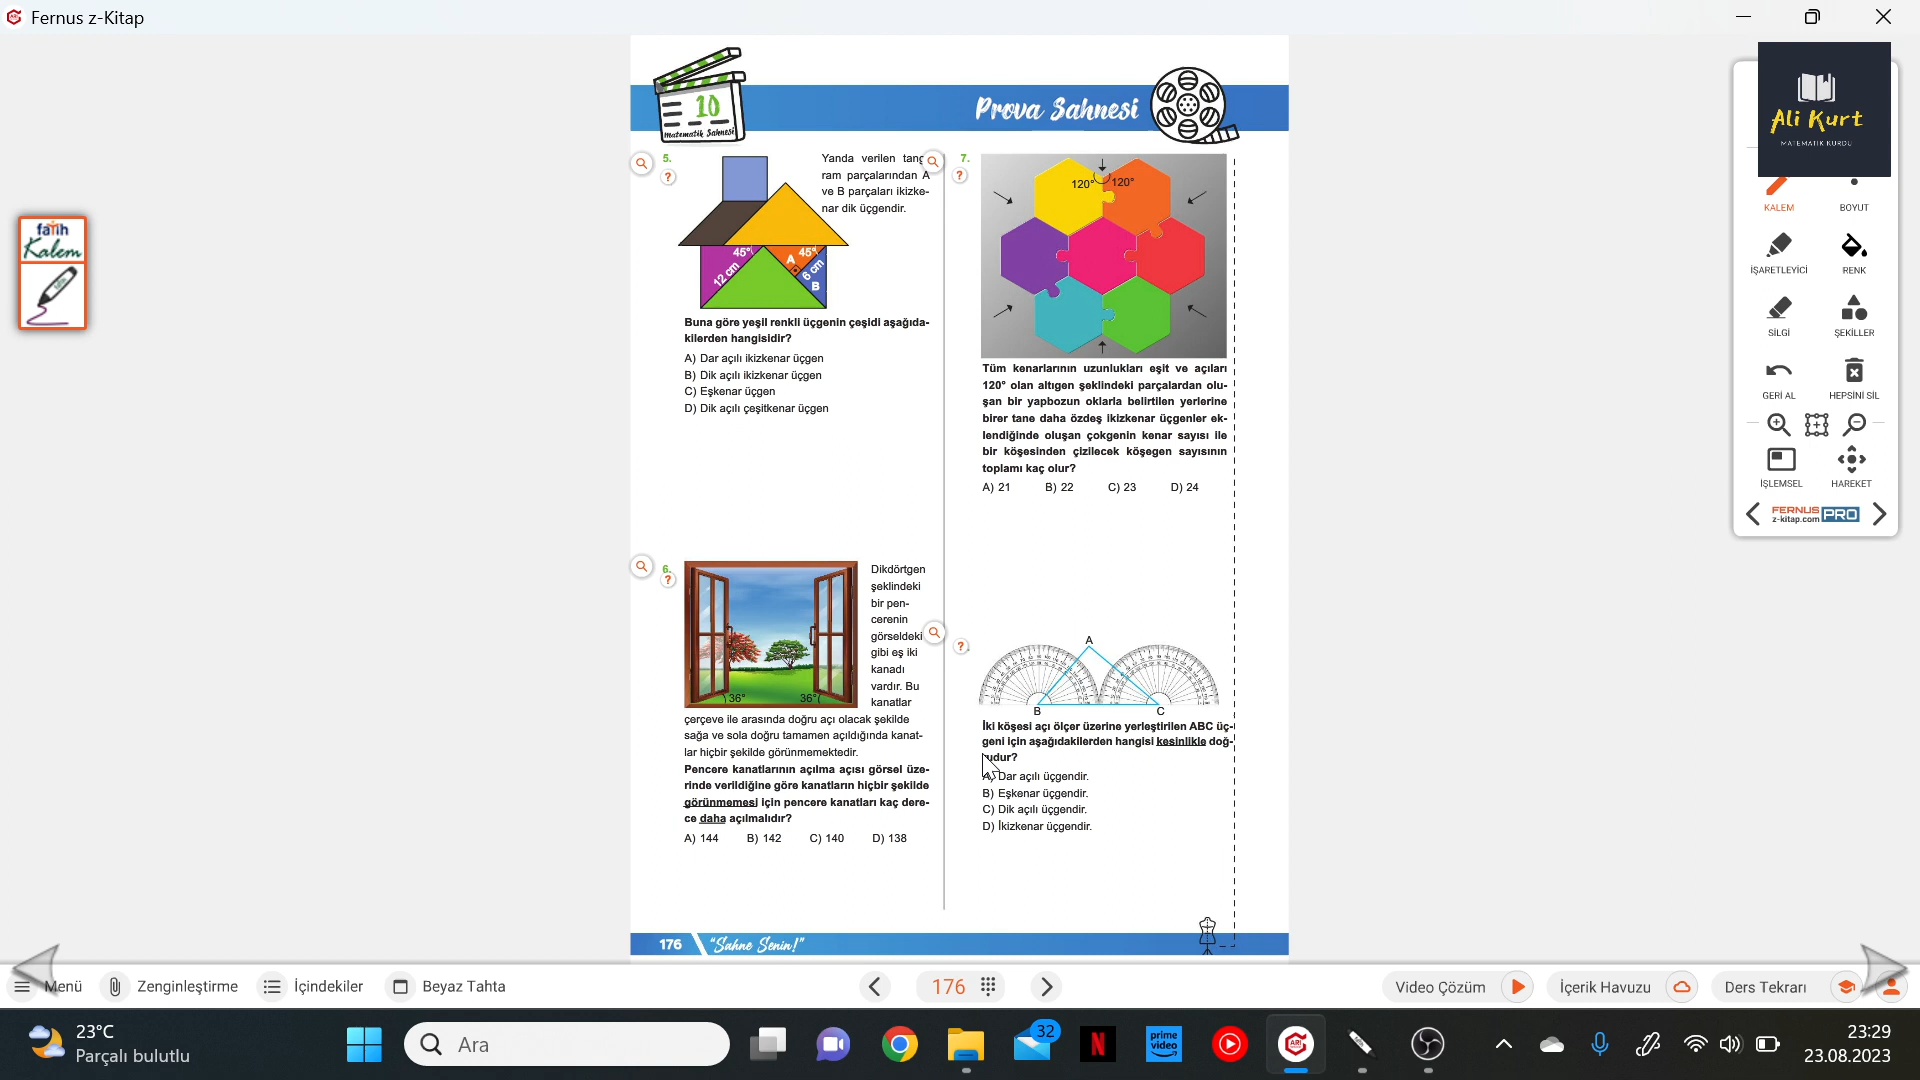 Fernus z-Kitap
10
Matematik Sahnesi
Prova Sahnesi
Ali Kurt
MATEMATİK KURDU
fatih
Kalem
5.
?
Yanda verilen tang-
ram parçalarından A
ve B parçaları ikizke-
nar dik üçgendir.
45°
12 cm
A
45°
6 cm
B
Buna göre yeşil renkli üçgenin çeşidi aşağıda-
kilerden hangisidir?
A) Dar açılı ikizkenar üçgen
B) Dik açılı ikizkenar üçgen
C) Eşkenar üçgen
D) Dik açılı çeşitkenar üçgen
6.
?
36°
36°
Dikdörtgen
şeklindeki
bir pen-
cerenin
görseldeki
gibi eş iki
kanadı
vardır. Bu
kanatlar
çerçeve ile arasında doğru açı olacak şekilde
sağa ve sola doğru tamamen açıldığında kanat-
lar hiçbir şekilde görünmemektedir.
Pencere kanatlarının açılma açısı görsel üze-
rinde verildiğine göre kanatların hiçbir şekilde
görünmemesi için pencere kanatları kaç dere-
ce daha açılmalıdır?
A) 144 B) 142 C) 140 D) 138
7.
?
120° 120°
Tüm kenarlarının uzunlukları eşit ve açıları
120° olan altıgen şeklindeki parçalardan olu-
şan bir yapbozun oklarla belirtilen yerlerine
birer tane daha özdeş ikizkenar üçgenler ek-
lendiğinde oluşan çokgenin kenar sayısı ile
bir köşesinden çizilecek köşegen sayısının
toplamı kaç olur?
A) 21 B) 22 C) 23 D) 24
?
A
B
C
İki köşesi açı ölçer üzerine yerleştirilen ABC üç-
geni için aşağıdakilerden hangisi kesinlikle doğ-
rudur?
A) Dar açılı üçgendir.
B) Eşkenar üçgendir.
C) Dik açılı üçgendir.
D) İkizkenar üçgendir.
176 "Sahne Senin!"
KALEM BOYUT
İŞARETLEYİCİ RENK
SİLGİ ŞEKİLLER
GERİ AL HEPSİNİ SİL
İŞLEMSEL HAREKET
FERNUS
z-kitap.com PRO
Menü Zenginleştirme İçindekiler Beyaz Tahta 176 Video Çözüm İçerik Havuzu Ders Tekrarı
23°C
Parçalı bulutlu
Ara
32
N
prime
video
ARI
23:29
23.08.2023